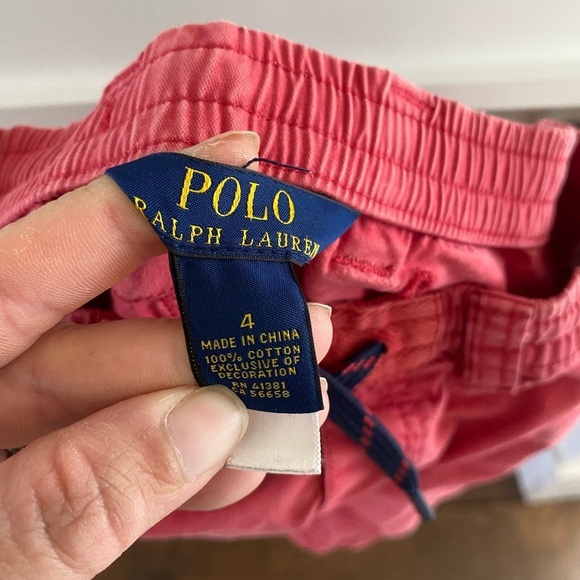 POLO
RALPH LAUREN
4
MADE IN CHINA
100% COTTON
EXCLUSIVE OF
DECORATION
RN 41381
CA 56658